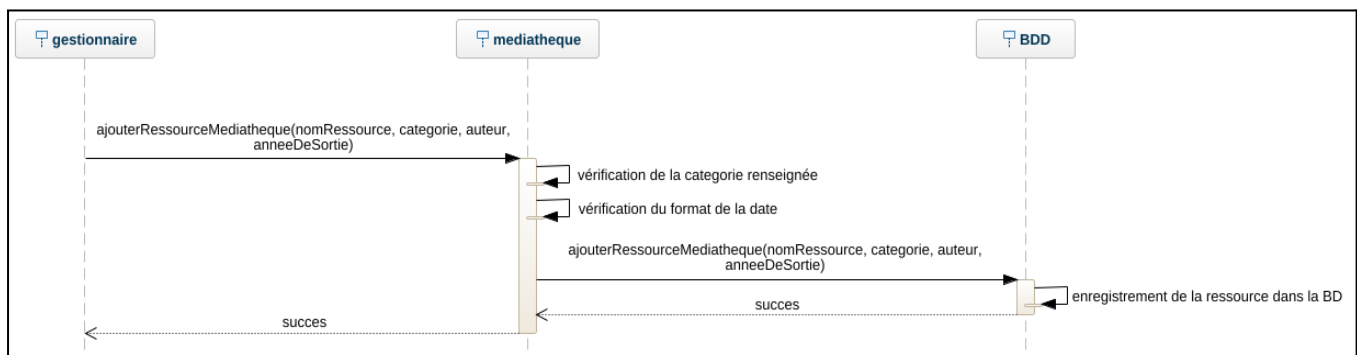 gestionnaire
mediatheque
BDD
ajouterRessourceMediatheque(nomRessource, categorie, auteur,
anneeDeSortie)
vérification de la categorie renseignée
vérification du format de la date
ajouterRessourceMediatheque(nomRessource, categorie, auteur,
anneeDeSortie)
enregistrement de la ressource dans la BD
succes
succes